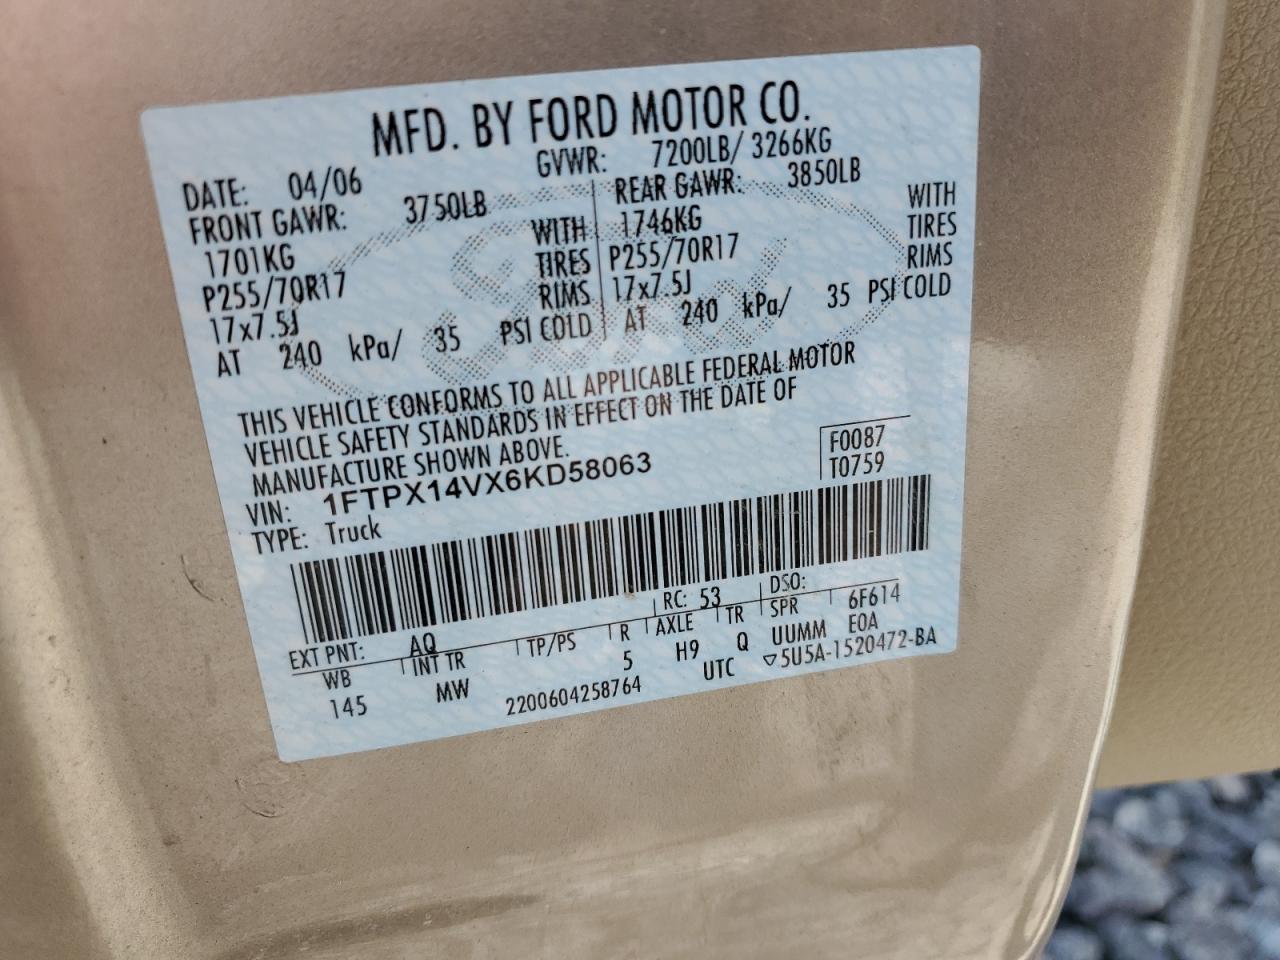 MFD. BY FORD MOTOR CO.
DATE: 04/06 GVWR: 7200LB/ 3266KG
FRONT GAWR: 3750LB REAR GAWR: 3850LB
1701KG WITH 1746KG WITH
P255/70R17 TIRES P255/70R17 TIRES
17x7.5J RIMS 17x7.5J RIMS
AT 240 kPa/ 35 PSI COLD AT 240 kPa/ 35 PSI COLD
THIS VEHICLE CONFORMS TO ALL APPLICABLE FEDERAL MOTOR
VEHICLE SAFETY STANDARDS IN EFFECT ON THE DATE OF
MANUFACTURE SHOWN ABOVE.
VIN: 1FTPX14VX6KD58063 F0087
TYPE: Truck T0759
RC: 53 DSO:
EXT PNT: AQ 6F614
WB INT TR TP/PS R AXLE TR SPR EOA
145 MW 5 H9 Q UUMM
2200604258764 UTC ▽5U5A-1520472-BA
Ford